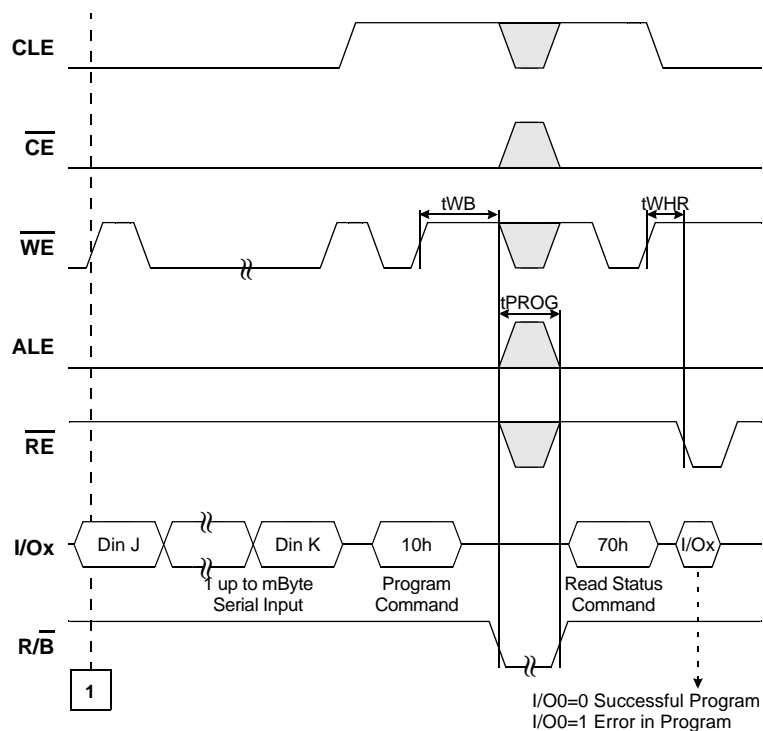 CLE
CE
tWB
tWHR
WE
tPROG
ALE
RE
I/Ox
Din J
Din K
10h
70h
I/Ox
1 up to mByte
Serial Input
Program
Command
Read Status
Command
R/B
1
I/O0=0 Successful Program
I/O0=1 Error in Program